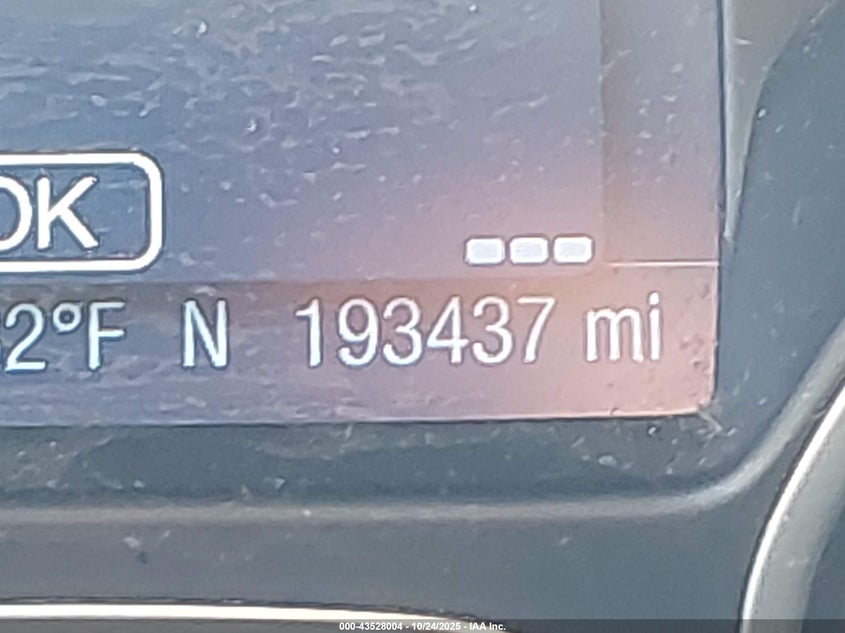 OK
2°F N 193437 mi
000-43528004 - 10/24/2025 - IAA Inc.